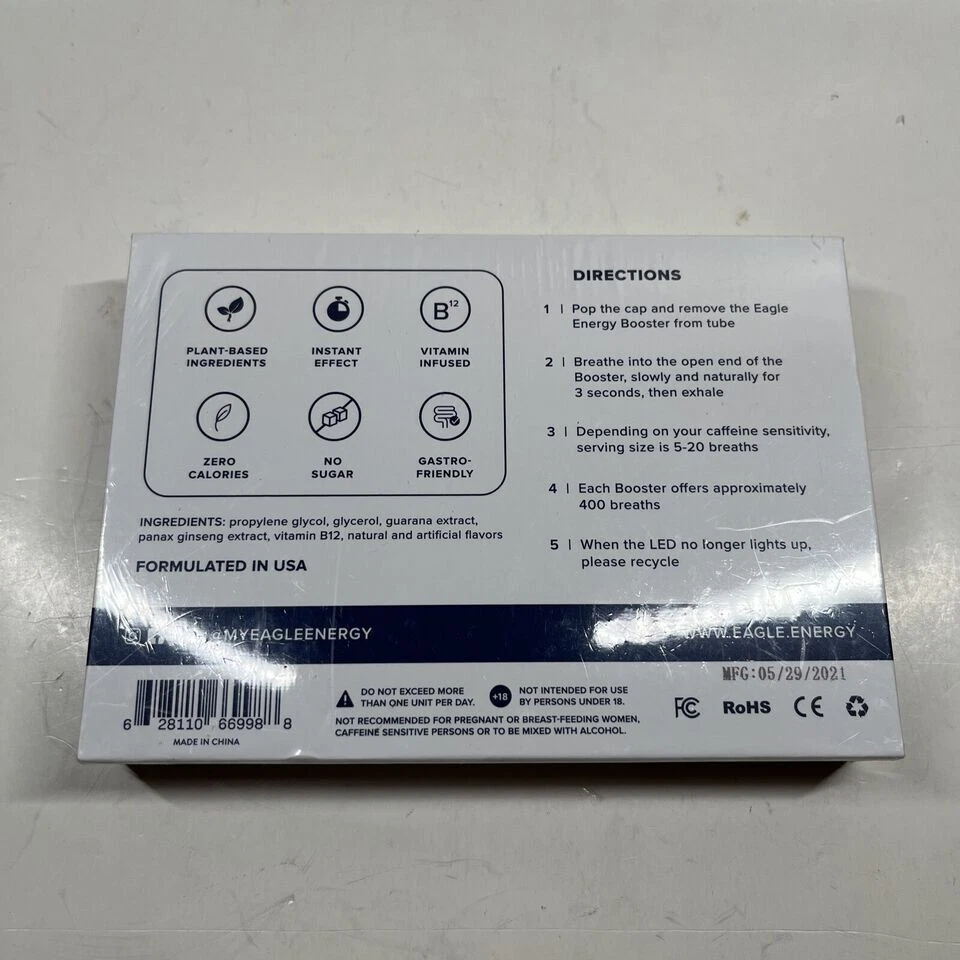 PLANT-BASED
INGREDIENTS
INSTANT
EFFECT
B12
VITAMIN
INFUSED
ZERO
CALORIES
NO
SUGAR
GASTRO-
FRIENDLY
INGREDIENTS: propylene glycol, glycerol, guarana extract,
panax ginseng extract, vitamin B12, natural and artificial flavors
FORMULATED IN USA
DIRECTIONS
1 | Pop the cap and remove the Eagle
Energy Booster from tube
2 | Breathe into the open end of the
Booster, slowly and naturally for
3 seconds, then exhale
3 | Depending on your caffeine sensitivity,
serving size is 5-20 breaths
4 | Each Booster offers approximately
400 breaths
5 | When the LED no longer lights up,
please recycle
@MYEAGLEENERGY
WWW.EAGLE.ENERGY
MFG:05/29/2021
6 28110 66998 8
MADE IN CHINA
DO NOT EXCEED MORE
THAN ONE UNIT PER DAY.
+18
NOT INTENDED FOR USE
BY PERSONS UNDER 18.
NOT RECOMMENDED FOR PREGNANT OR BREAST-FEEDING WOMEN,
CAFFEINE SENSITIVE PERSONS OR TO BE MIXED WITH ALCOHOL.
FC RoHS CE